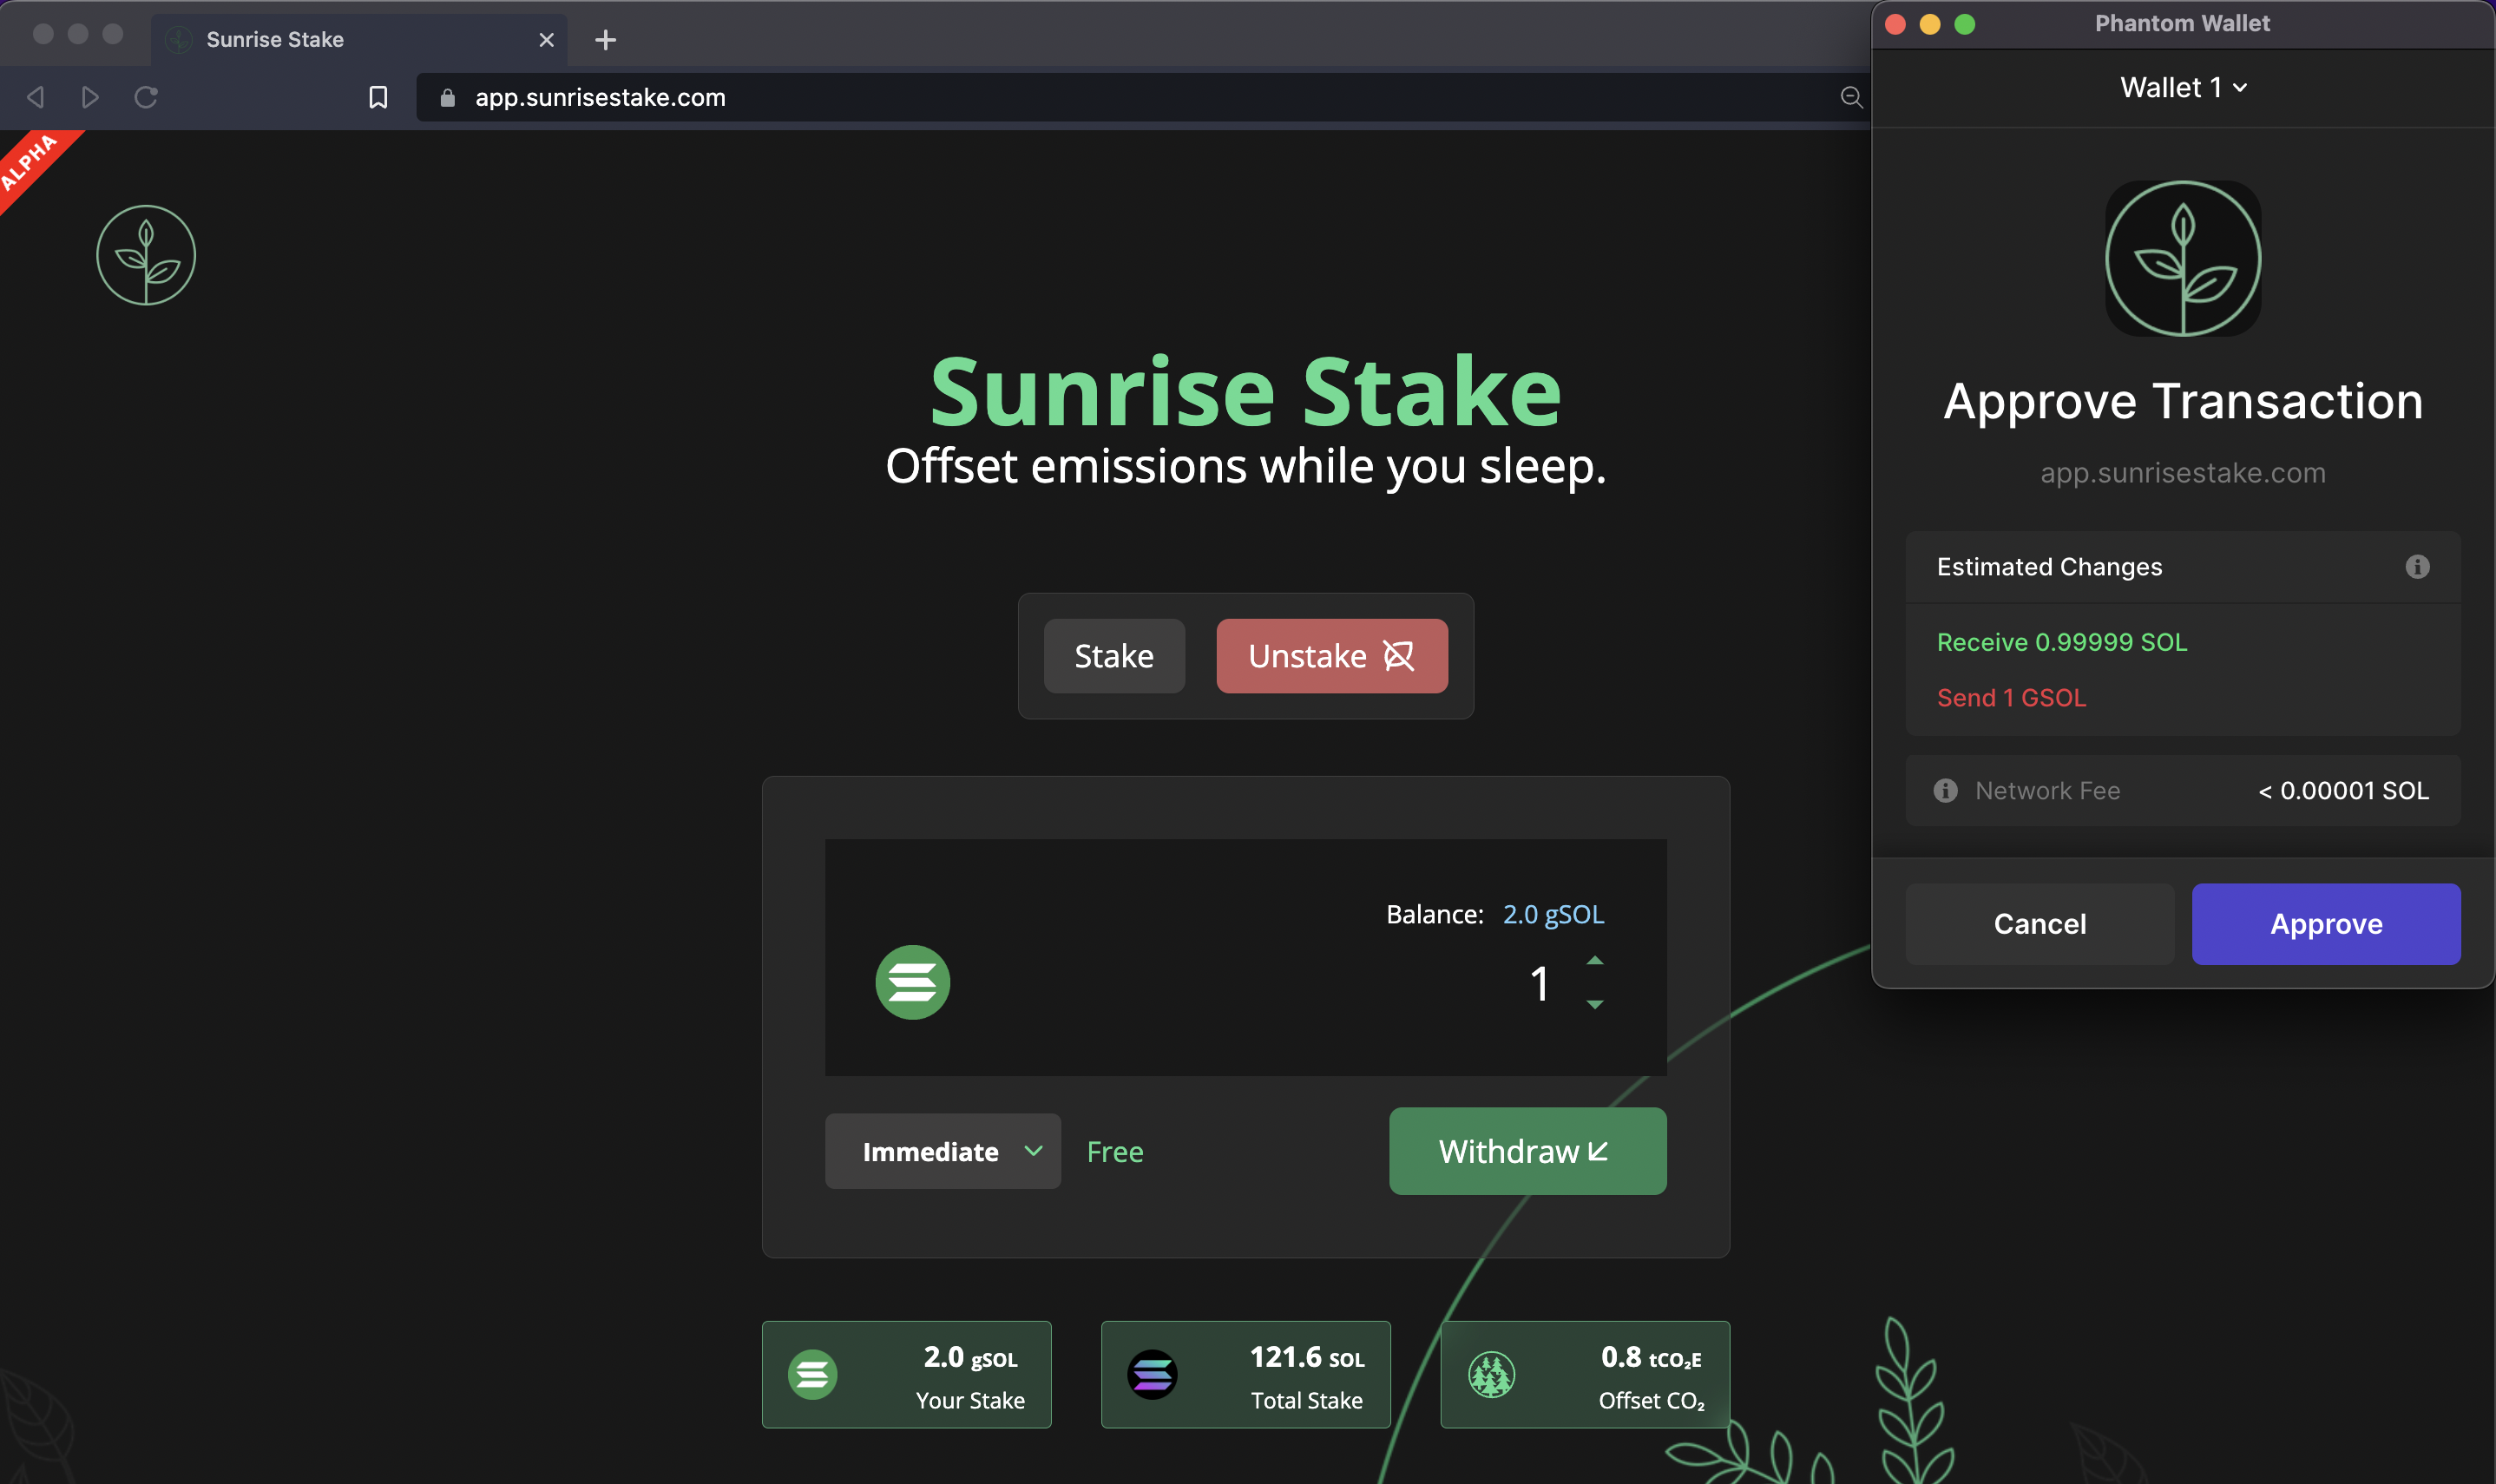 Sunrise Stake
app.sunrisestake.com
ALPHA
Sunrise Stake
Offset emissions while you sleep.
Stake
Unstake
Balance: 2.0 gSOL
1
Immediate
Free
Withdraw
2.0 gSOL
Your Stake
121.6 SOL
Total Stake
0.8 tCO₂E
Offset CO₂
Phantom Wallet
Wallet 1
Approve Transaction
app.sunrisestake.com
Estimated Changes
Receive 0.99999 SOL
Send 1 GSOL
Network Fee < 0.00001 SOL
Cancel
Approve